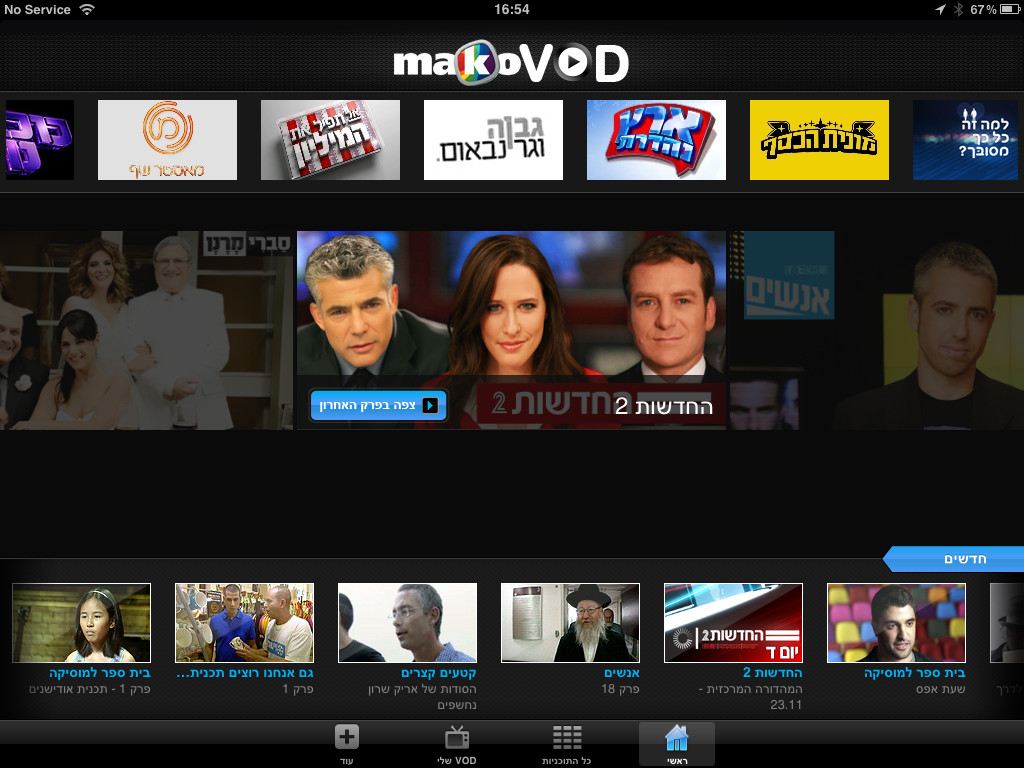 No Service
16:54
67%
makoVOD
למה זה
כל כך
מסובך?
מונית הכסף
ארץ
נהדרת
גבוה
וגר נבאום.
אל תפיל את
המיליון
מאסטר שף
אנשים
החדשות 2
החדשות 2
צפה בפרק האחרון
סברי מרנן
חדשים
החדשות 2
יום ד
בית ספר למוסיקה
שעת אפס
החדשות 2
המהדורה המרכזית -
23.11
אנשים
פרק 18
קטעים קצרים
הסודות של אריק שרון
נחשפים
גם אנחנו רוצים תכנית...
פרק 1
בית ספר למוסיקה
פרק 1 - תכנית אודישנים
ראשי
כל התוכניות
VOD שלי
עוד